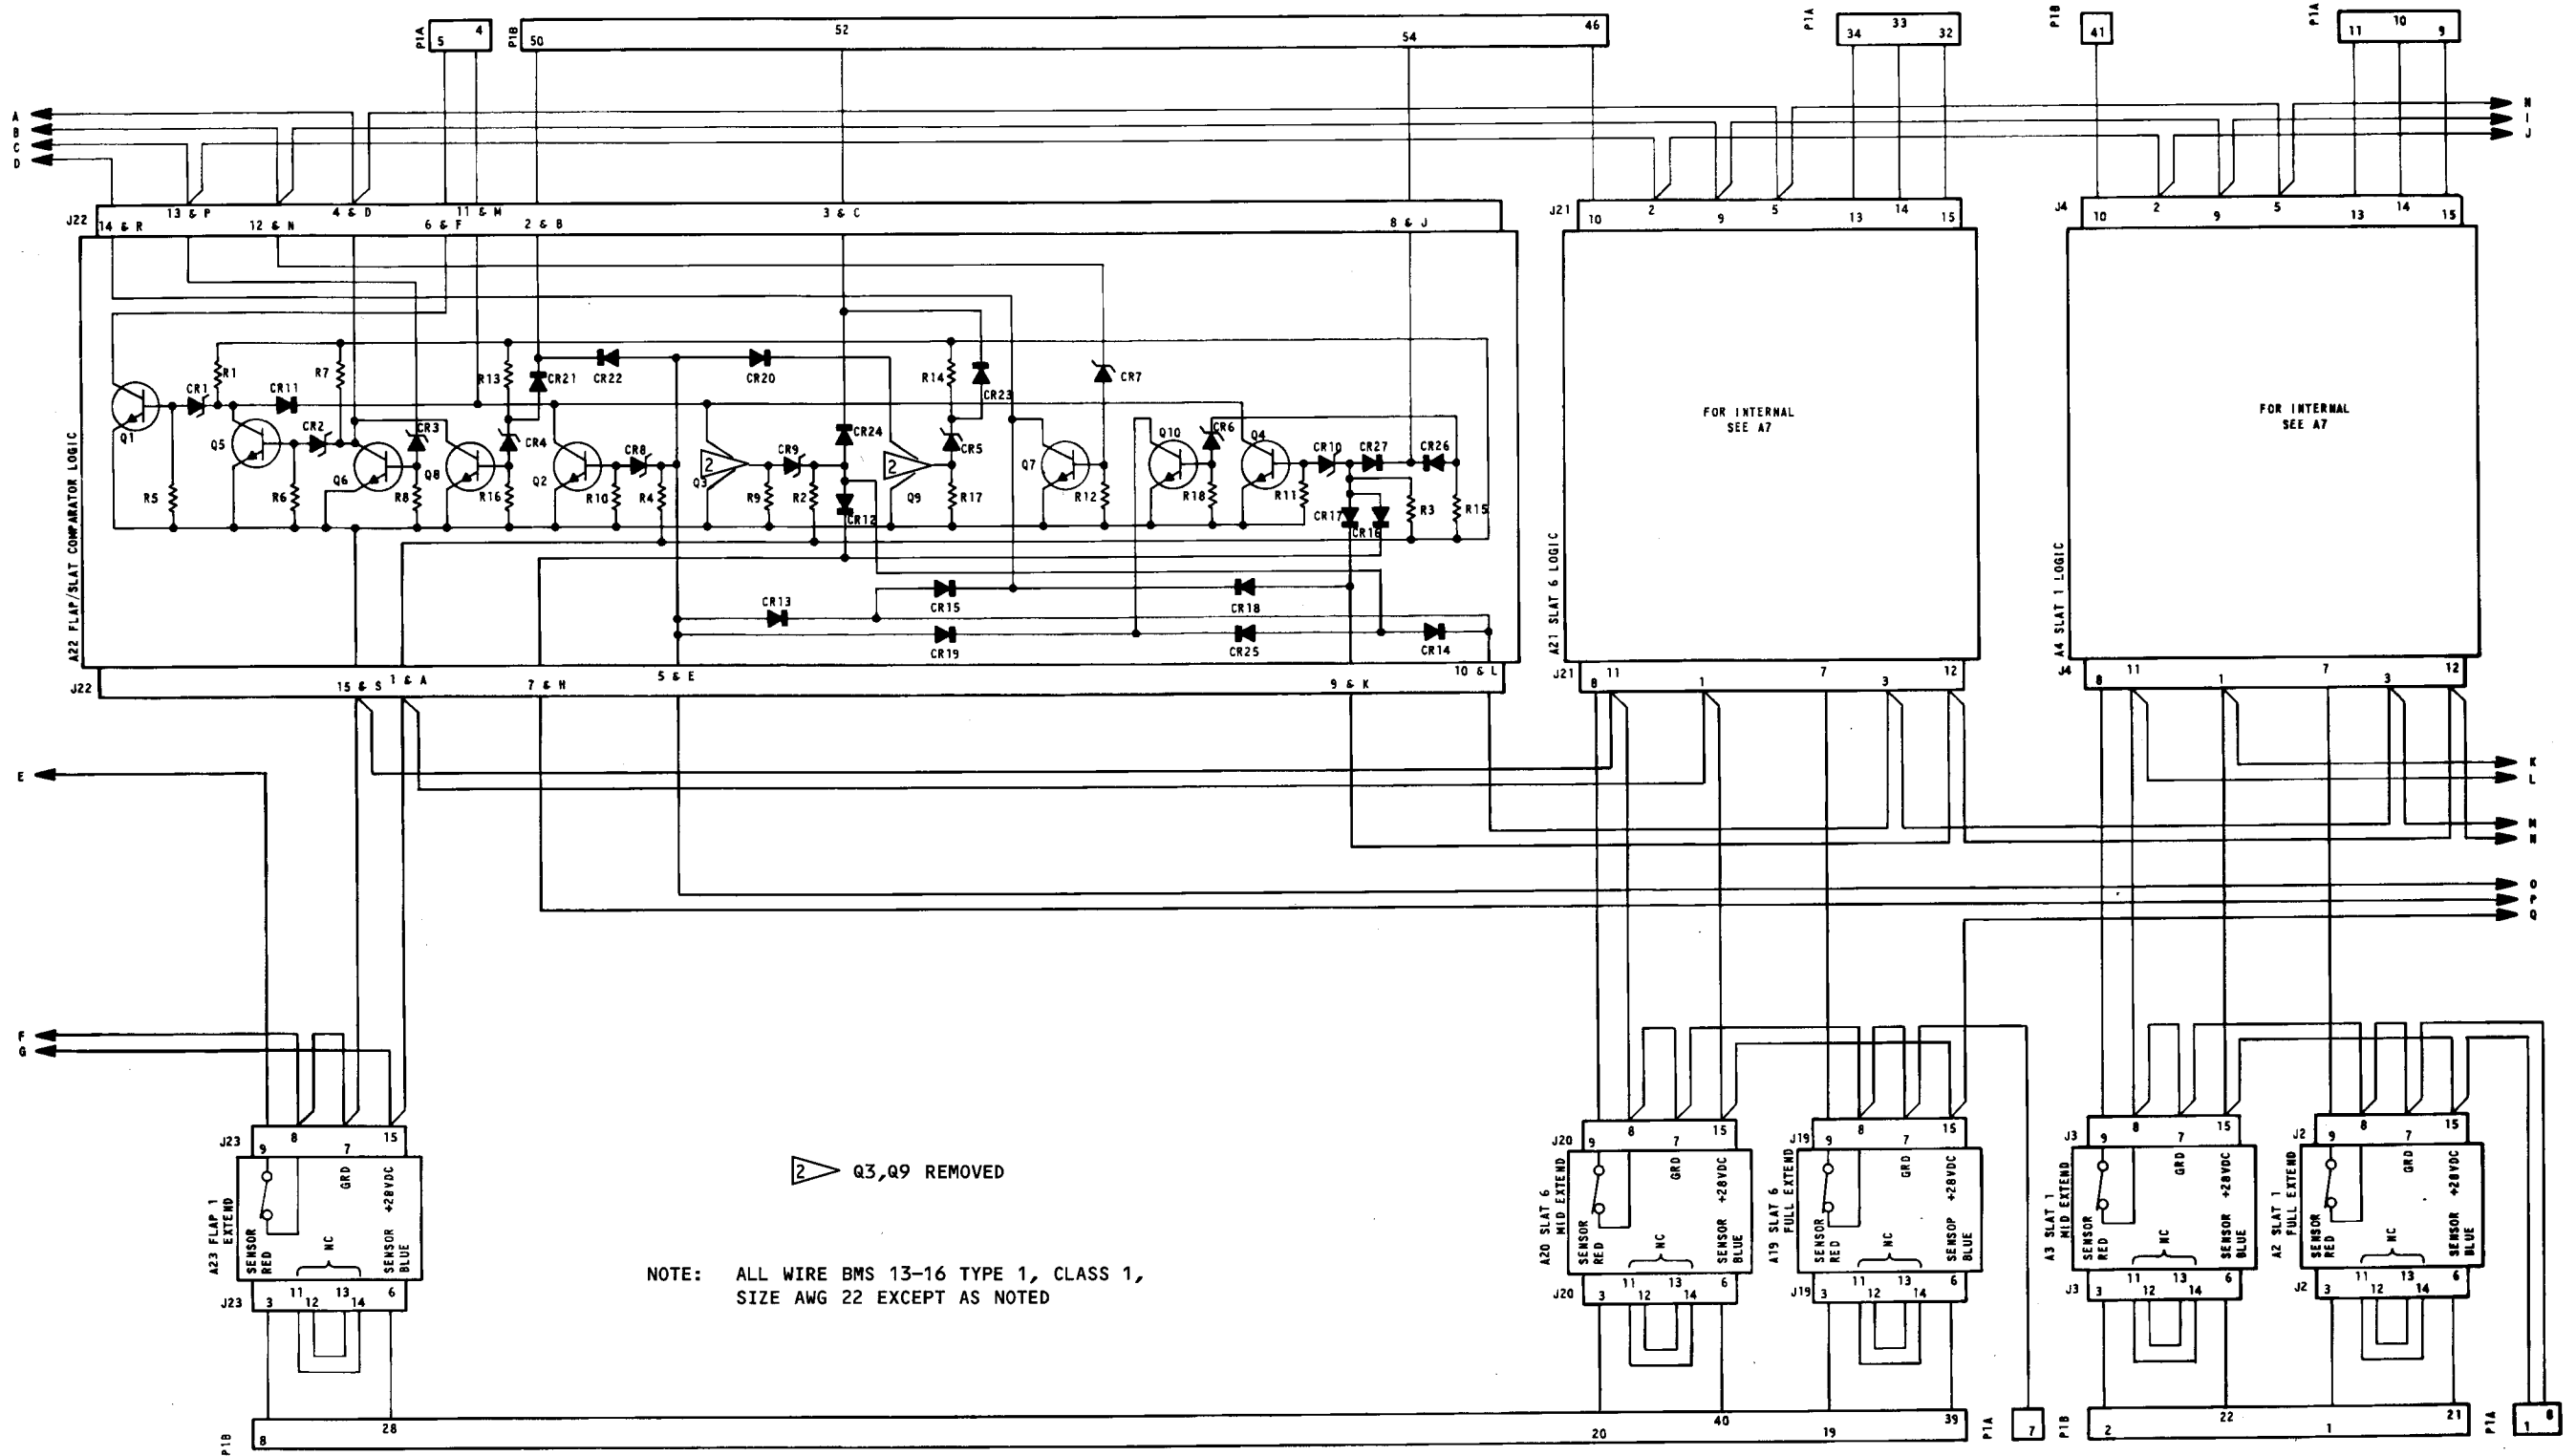 P1A
5 4
P1B
50 52 54 46
P1A
34 33 32
P1B
41
P1A
11 10 9
A
B
C
D
H
I
J
J22
14 & R 13 & P 12 & N 4 & D 6 & F 11 & M 2 & B 3 & C 8 & J
J21
10 2 9 5 13 14 15
J4
10 2 9 5 13 14 15
A22 FLAP/SLAT COMPARATOR LOGIC
Q1
CR1
R1
CR11
R7
R13
CR21
CR22
CR20
R14
CR23
CR7
Q5
CR2
CR3
CR4
CR8
CR9
CR24
CR5
Q10
CR6
Q4
CR10
CR27
CR26
R5
R6
Q6
R8
Q8
R16
Q2
R10
R4
2
Q3
R9
R2
CR12
2
Q9
R17
Q7
R12
R18
R11
CR17
CR16
R3
R15
CR15
CR18
CR13
CR19
CR25
CR14
A21 SLAT 6 LOGIC
FOR INTERNAL
SEE A7
A4 SLAT 1 LOGIC
FOR INTERNAL
SEE A7
J22
15 & S 1 & A 7 & H 5 & E 9 & K 10 & L
J21
8 11 1 7 3 12
J4
8 11 1 7 3 12
E
K
L
M
N
O
P
Q
F
G
J23
9 8 7 15
A23 FLAP 1
EXTEND
SENSOR
RED
NC
GRD
+28VDC
SENSOR
BLUE
J23
3 11 12 13 14 6
2 Q3,Q9 REMOVED
NOTE: ALL WIRE BMS 13-16 TYPE 1, CLASS 1,
SIZE AWG 22 EXCEPT AS NOTED
J20
9 8 7 15
A20 SLAT 6
MID EXTEND
SENSOR
RED
NC
GRD
+28VDC
SENSOR
BLUE
J20
3 11 12 13 14 6
J19
9 8 7 15
A19 SLAT 6
FULL EXTEND
SENSOR
RED
NC
GRD
+28VDC
SENSOR
BLUE
J19
3 11 12 13 14 6
J3
9 8 7 15
A3 SLAT 1
MID EXTEND
SENSOR
RED
NC
GRD
+28VDC
SENSOR
BLUE
J3
3 11 12 13 14 6
J2
9 8 7 15
A2 SLAT 1
FULL EXTEND
SENSOR
RED
NC
GRD
+28VDC
SENSOR
BLUE
J2
3 11 12 13 14 6
P1B
8 28 20 40 19 39
P1A
7
P1B
2 22 1 21
P1A
1 8